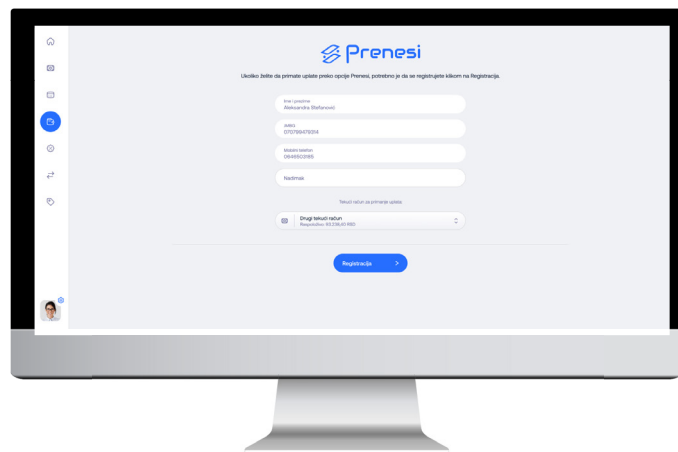 Prenesi
Ukoliko želite da primate uplate preko opcije Prenesi, potrebno je da se registrujete klikom na Registracija.
Ime i prezime
Aleksandra Stefanović
JMBG
070799479314
Mobilni telefon
0646503189
Nadimak
Tekući račun za primanje uplata.
Drugi tekući račun
Raspoloživo: 93.236,40 RSD
Registracija